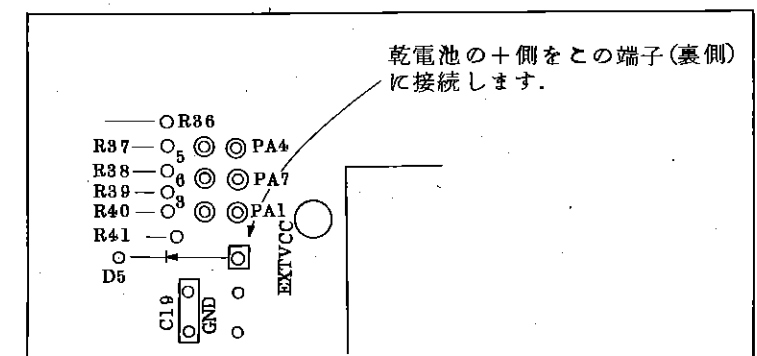 乾電池の＋側をこの端子(裏側)
に接続します.
R36
R37 5 PA4
R38 6 PA7
R39 3
R40 PA1
R41
D5
EXTVCC
C19
GND